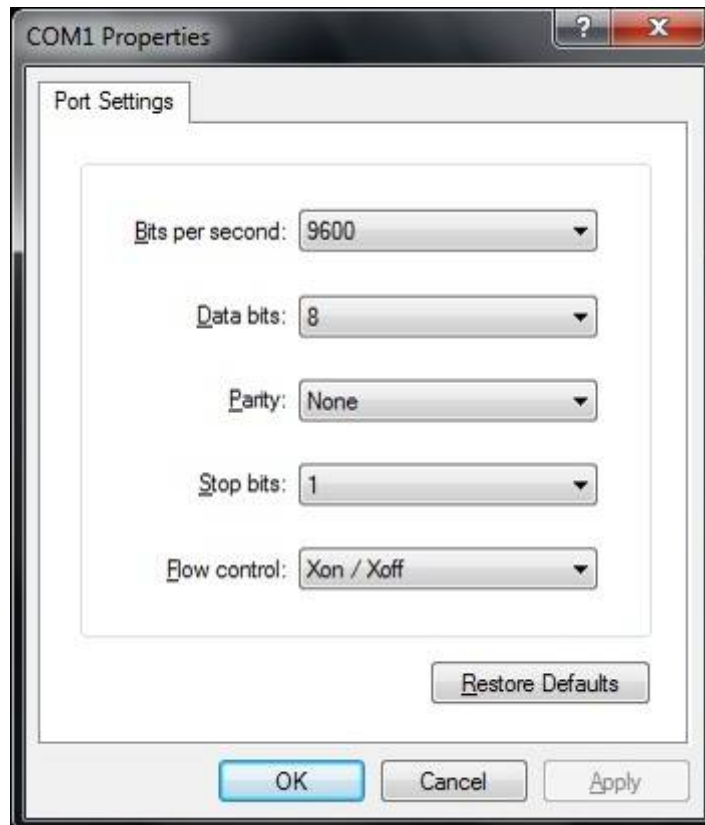 COM1 Properties
?
X
Port Settings
Bits per second: 9600
Data bits: 8
Parity: None
Stop bits: 1
Flow control: Xon / Xoff
Restore Defaults
OK Cancel Apply